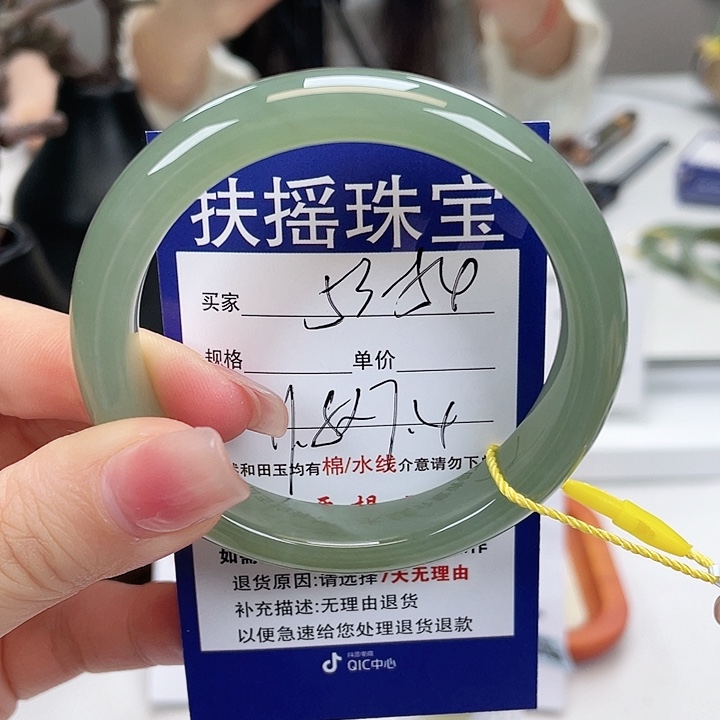 扶摇珠宝
买家 53-54
规格 单价
和田玉均有棉/水线介意请勿下
退货原因:请选择7天无理由
补充描述:无理由退货
以便急速给您处理退货退款
QIC中心